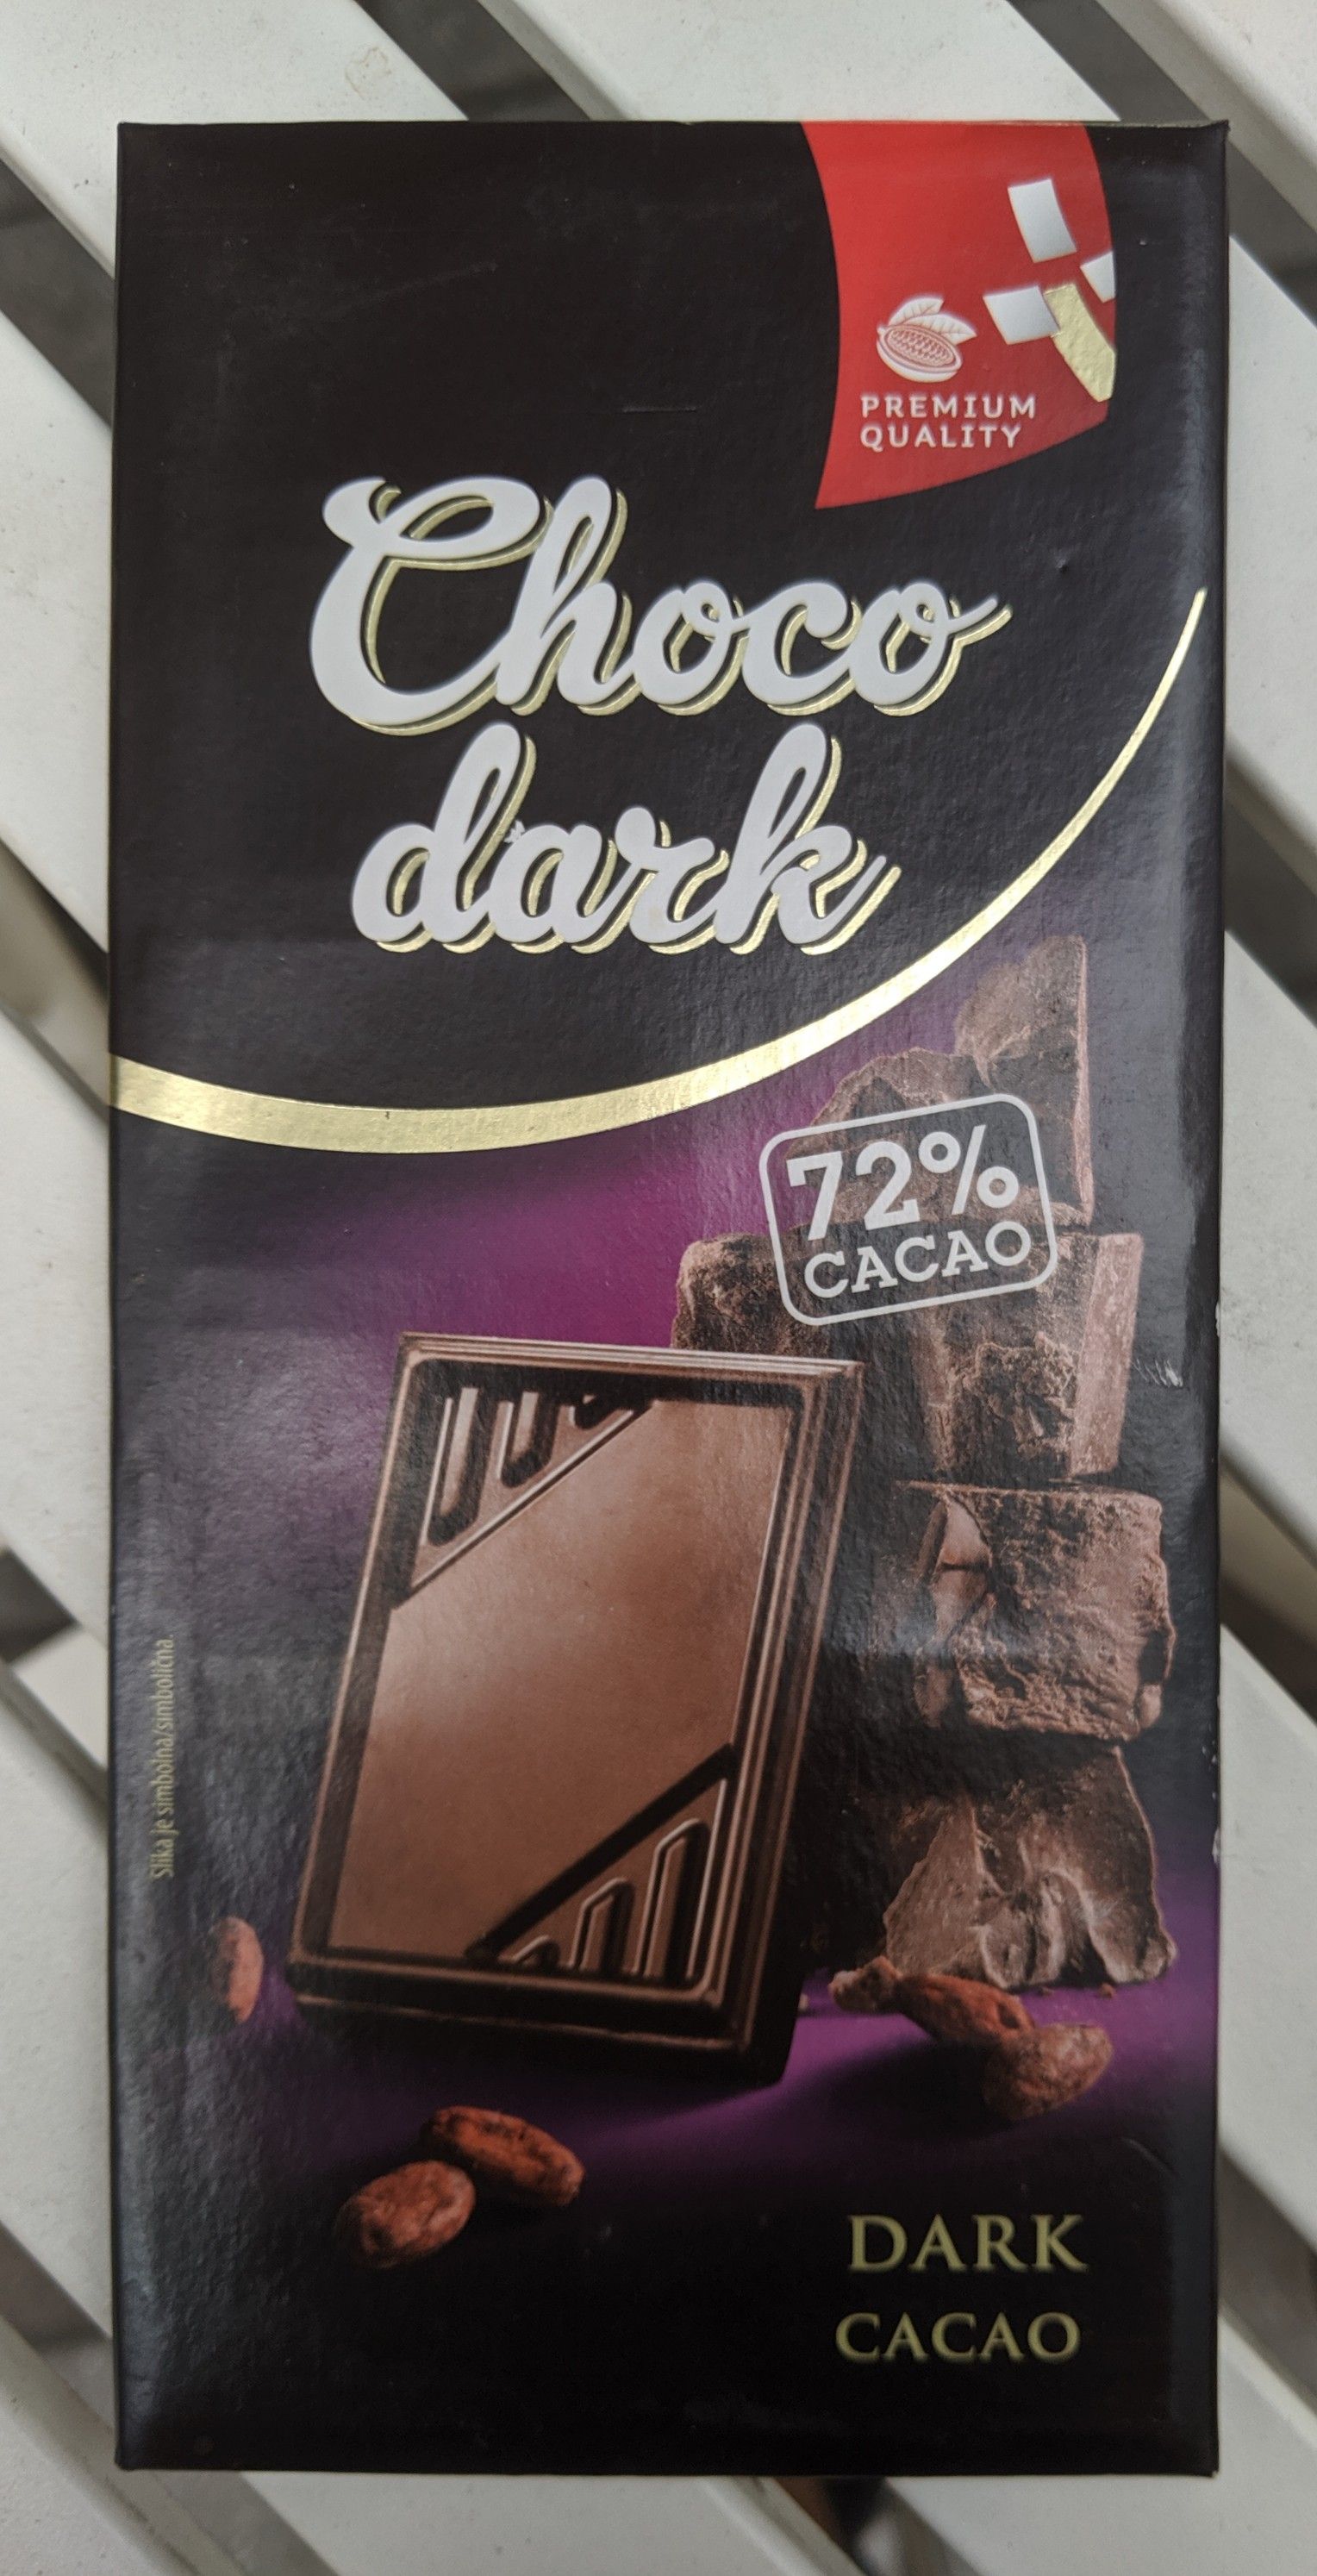 PREMIUM
QUALITY
Choco
dark
72%
CACAO
Slika je simbolna/simbolična.
DARK
CACAO